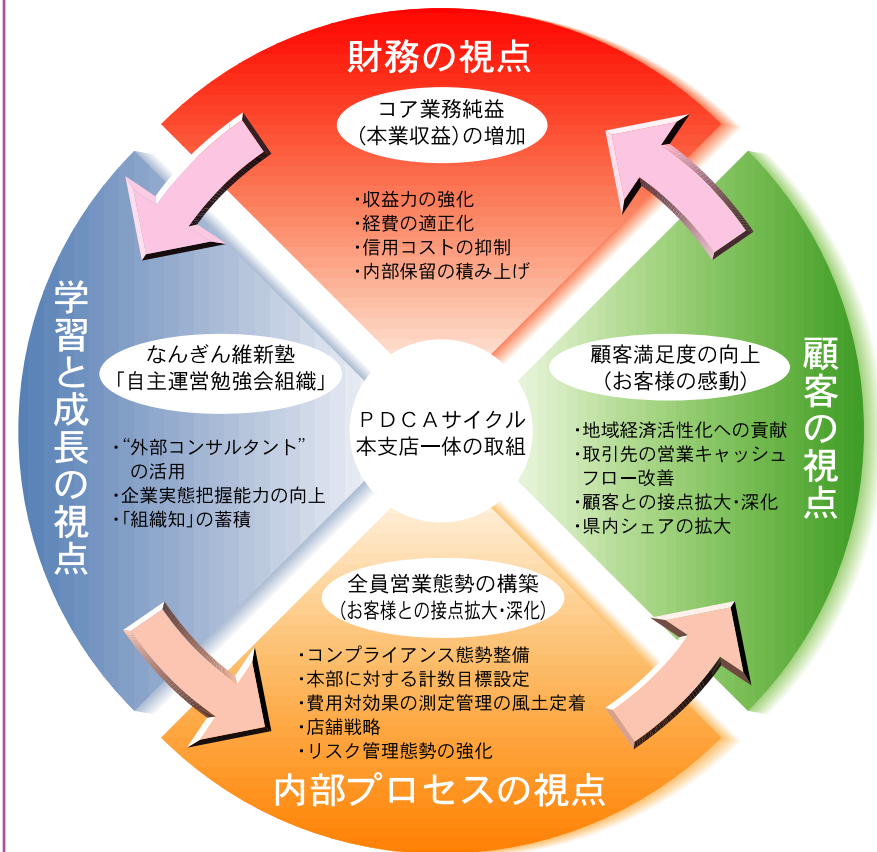 財務の視点
コア業務純益
(本業収益)の増加
・収益力の強化
・経費の適正化
・信用コストの抑制
・内部保留の積み上げ
学習と成長の視点
なんぎん維新塾
「自主運営勉強会組織」
・“外部コンサルタント”
の活用
・企業実態把握能力の向上
・「組織知」の蓄積
PDCAサイクル
本支店一体の取組
顧客の視点
顧客満足度の向上
(お客様の感動)
・地域経済活性化への貢献
・取引先の営業キャッシュ
フロー改善
・顧客との接点拡大・深化
・県内シェアの拡大
全員営業態勢の構築
(お客様との接点拡大・深化)
・コンプライアンス態勢整備
・本部に対する計数目標設定
・費用対効果の測定管理の風土定着
・店舗戦略
・リスク管理態勢の強化
内部プロセスの視点